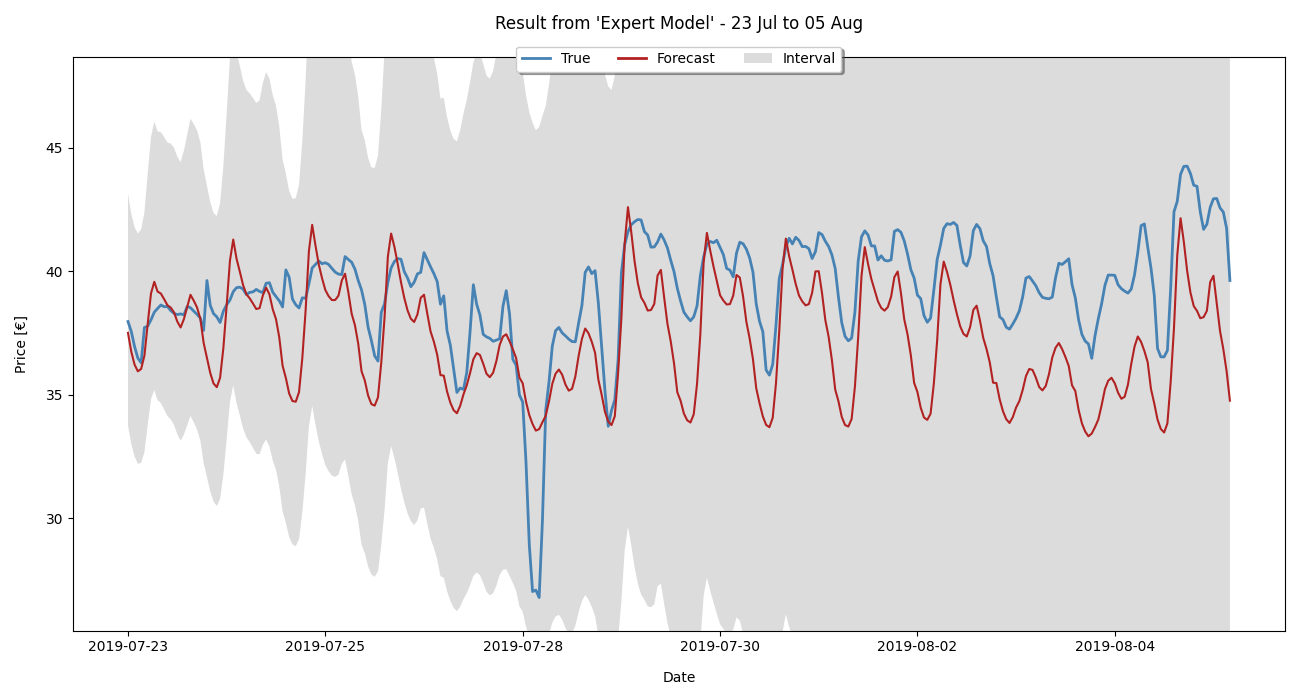 Result from 'Expert Model' - 23 Jul to 05 Aug
True Forecast Interval
45
40
35
30
Price [€]
2019-07-23 2019-07-25 2019-07-28 2019-07-30 2019-08-02 2019-08-04
Date